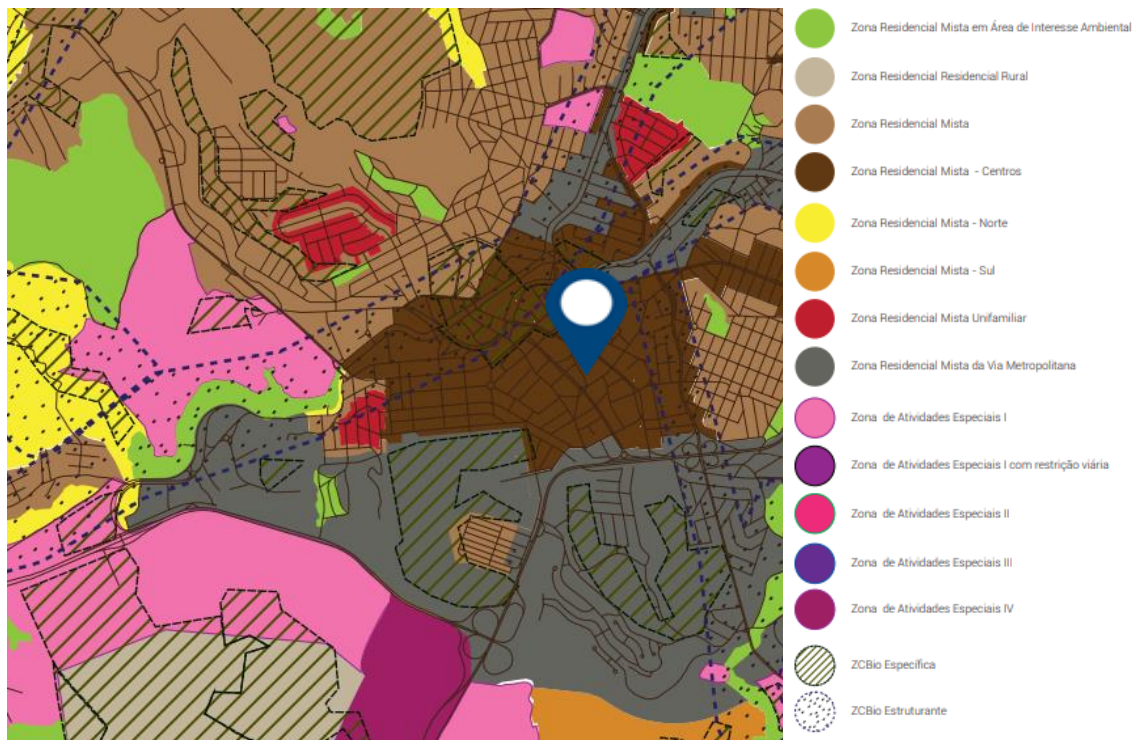 Zona Residencial Mista em Área de Interesse Ambiental
Zona Residencial Residencial Rural
Zona Residencial Mista
Zona Residencial Mista - Centros
Zona Residencial Mista - Norte
Zona Residencial Mista - Sul
Zona Residencial Mista Unifamiliar
Zona Residencial Mista da Via Metropolitana
Zona de Atividades Especiais I
Zona de Atividades Especiais I com restrição viária
Zona de Atividades Especiais II
Zona de Atividades Especiais III
Zona de Atividades Especiais IV
ZCBio Específica
ZCBio Estruturante